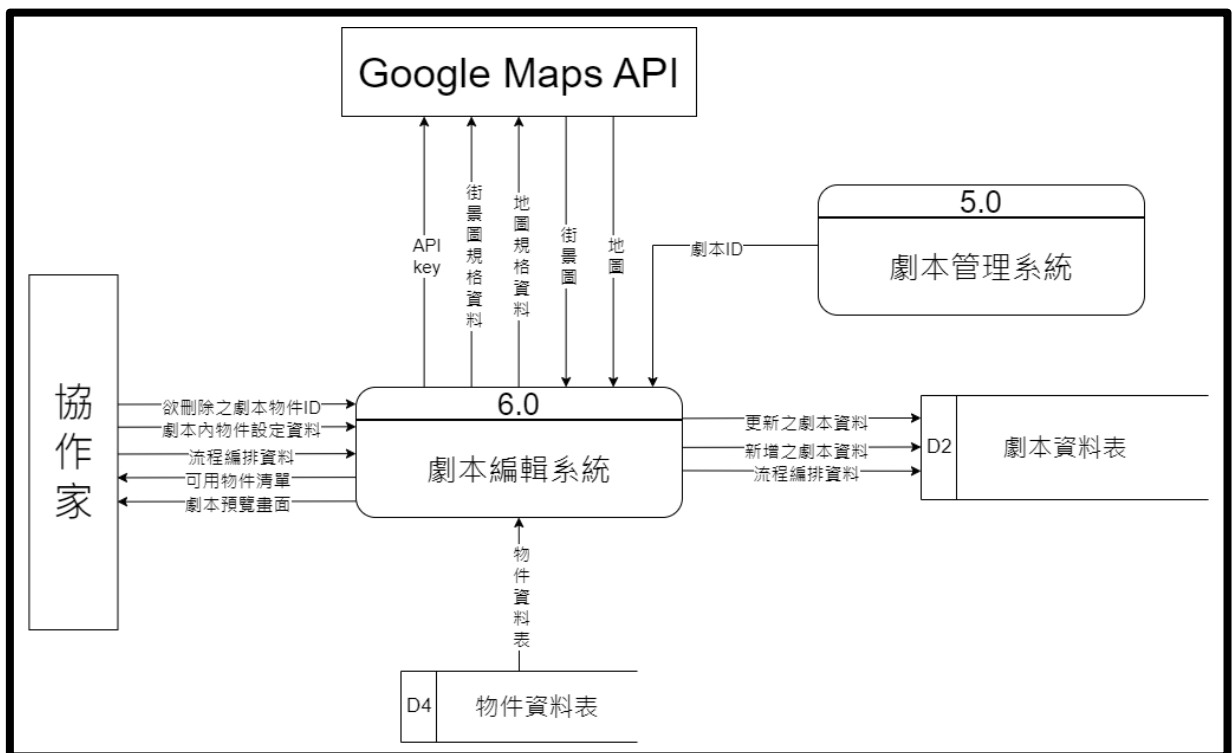 Google Maps API
API
key
街景圖規格資料
地圖規格資料
街景圖
地圖
5.0
劇本管理系統
劇本ID
協作家
欲刪除之劇本物件ID
劇本內物件設定資料
流程編排資料
可用物件清單
劇本預覽畫面
6.0
劇本編輯系統
更新之劇本資料
新增之劇本資料
流程編排資料
D2
劇本資料表
物件資料表
D4
物件資料表